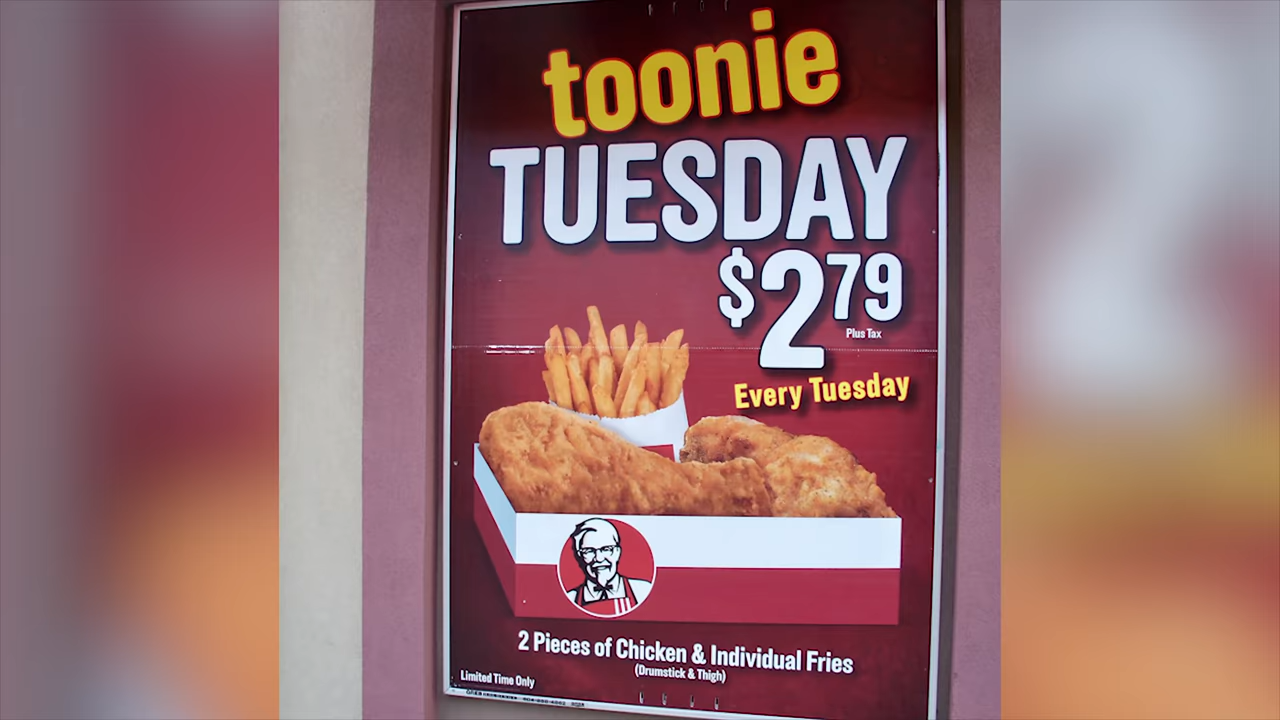 toonie
TUESDAY
$2.79
Plus Tax
Every Tuesday
2 Pieces of Chicken & Individual Fries
(Drumstick & Thigh)
Limited Time Only